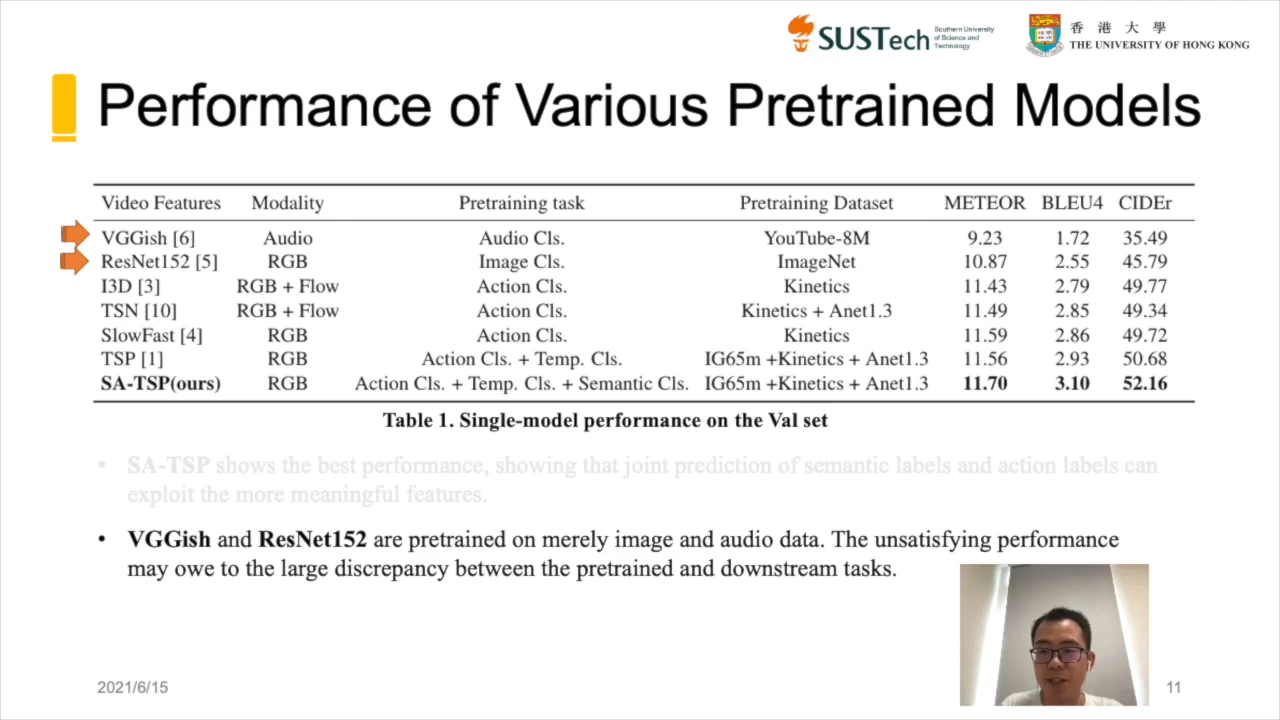 SUSTech Southern University of Science and Technology
香港大學
THE UNIVERSITY OF HONG KONG
Performance of Various Pretrained Models
Video Features Modality Pretraining task Pretraining Dataset METEOR BLEU4 CIDEr
VGGish [6] Audio Audio Cls. YouTube-8M 9.23 1.72 35.49
ResNet152 [5] RGB Image Cls. ImageNet 10.87 2.55 45.79
I3D [3] RGB + Flow Action Cls. Kinetics 11.43 2.79 49.77
TSN [10] RGB + Flow Action Cls. Kinetics + Anet1.3 11.49 2.85 49.34
SlowFast [4] RGB Action Cls. Kinetics 11.59 2.86 49.72
TSP [1] RGB Action Cls. + Temp. Cls. IG65m +Kinetics + Anet1.3 11.56 2.93 50.68
SA-TSP(ours) RGB Action Cls. + Temp. Cls. + Semantic Cls. IG65m +Kinetics + Anet1.3 11.70 3.10 52.16
Table 1. Single-model performance on the Val set
• SA-TSP shows the best performance, showing that joint prediction of semantic labels and action labels can
exploit the more meaningful features.
• VGGish and ResNet152 are pretrained on merely image and audio data. The unsatisfying performance
may owe to the large discrepancy between the pretrained and downstream tasks.
2021/6/15
11